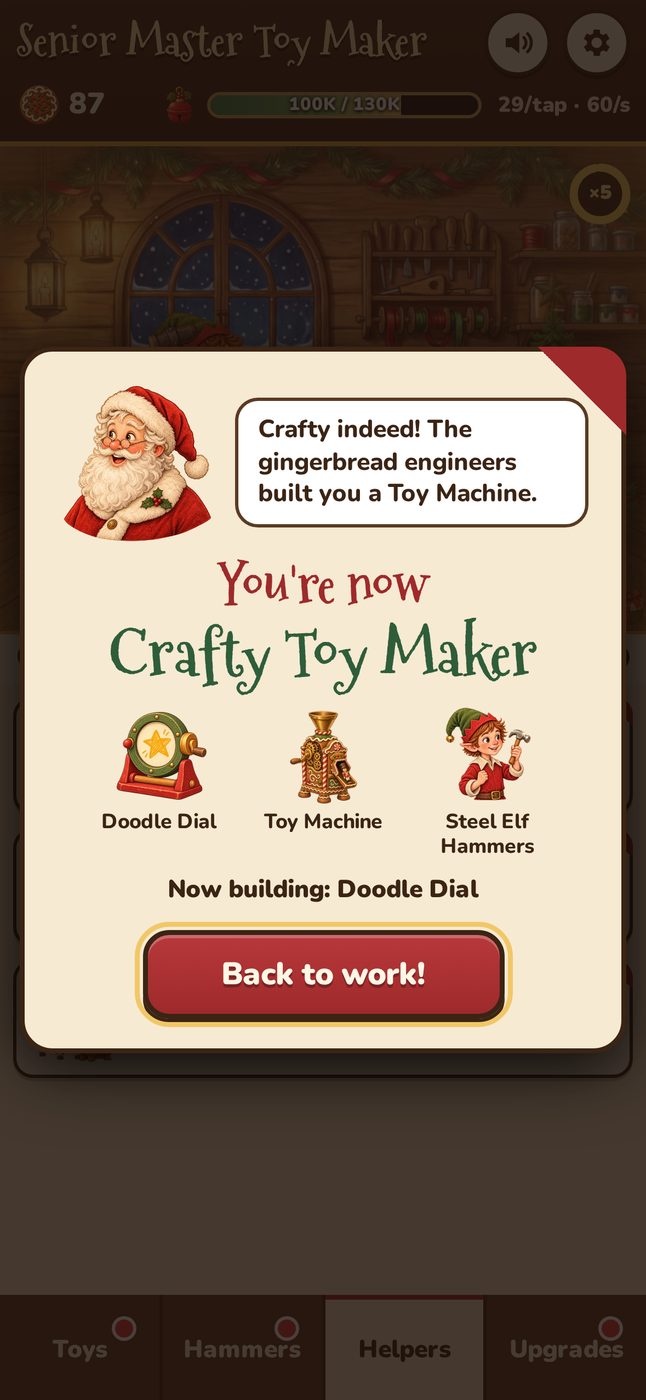 Senior Master Toy Maker
87
100K / 130K
29/tap · 60/s
×5
Crafty indeed! The
gingerbread engineers
built you a Toy Machine.
You're now
Crafty Toy Maker
Doodle Dial
Toy Machine
Steel Elf
Hammers
Now building: Doodle Dial
Back to work!
Toys
Hammers
Helpers
Upgrades